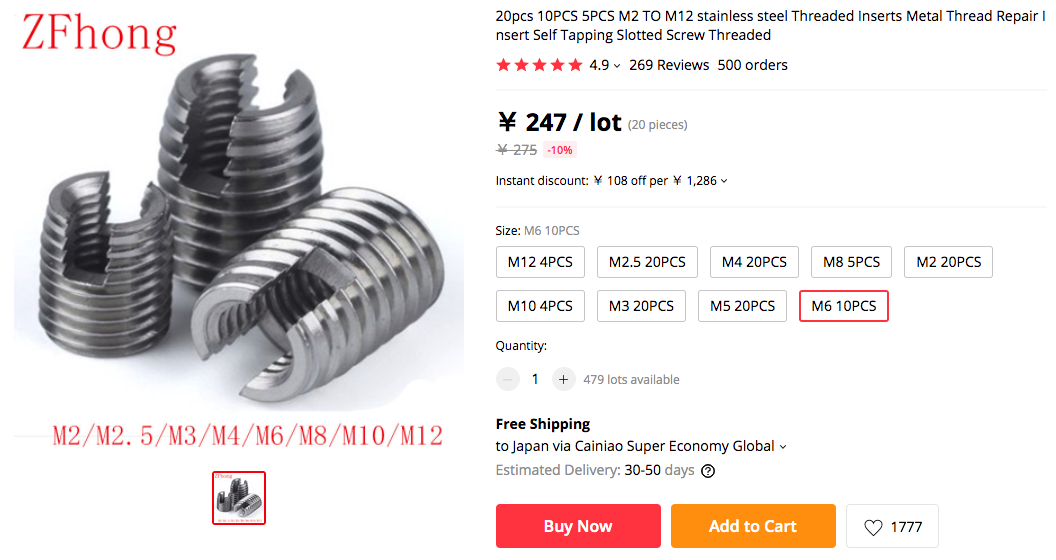 ZFhong
M2/M2.5/M3/M4/M6/M8/M10/M12
ZFhong
20pcs 10PCS 5PCS M2 TO M12 stainless steel Threaded Inserts Metal Thread Repair I
nsert Self Tapping Slotted Screw Threaded
4.9 269 Reviews 500 orders
¥ 247 / lot (20 pieces)
¥ 275 -10%
Instant discount: ¥ 108 off per ¥ 1,286
Size: M6 10PCS
M12 4PCS M2.5 20PCS M4 20PCS M8 5PCS M2 20PCS
M10 4PCS M3 20PCS M5 20PCS M6 10PCS
Quantity:
− 1 + 479 lots available
Free Shipping
to Japan via Cainiao Super Economy Global
Estimated Delivery: 30-50 days ?
Buy Now Add to Cart 1777